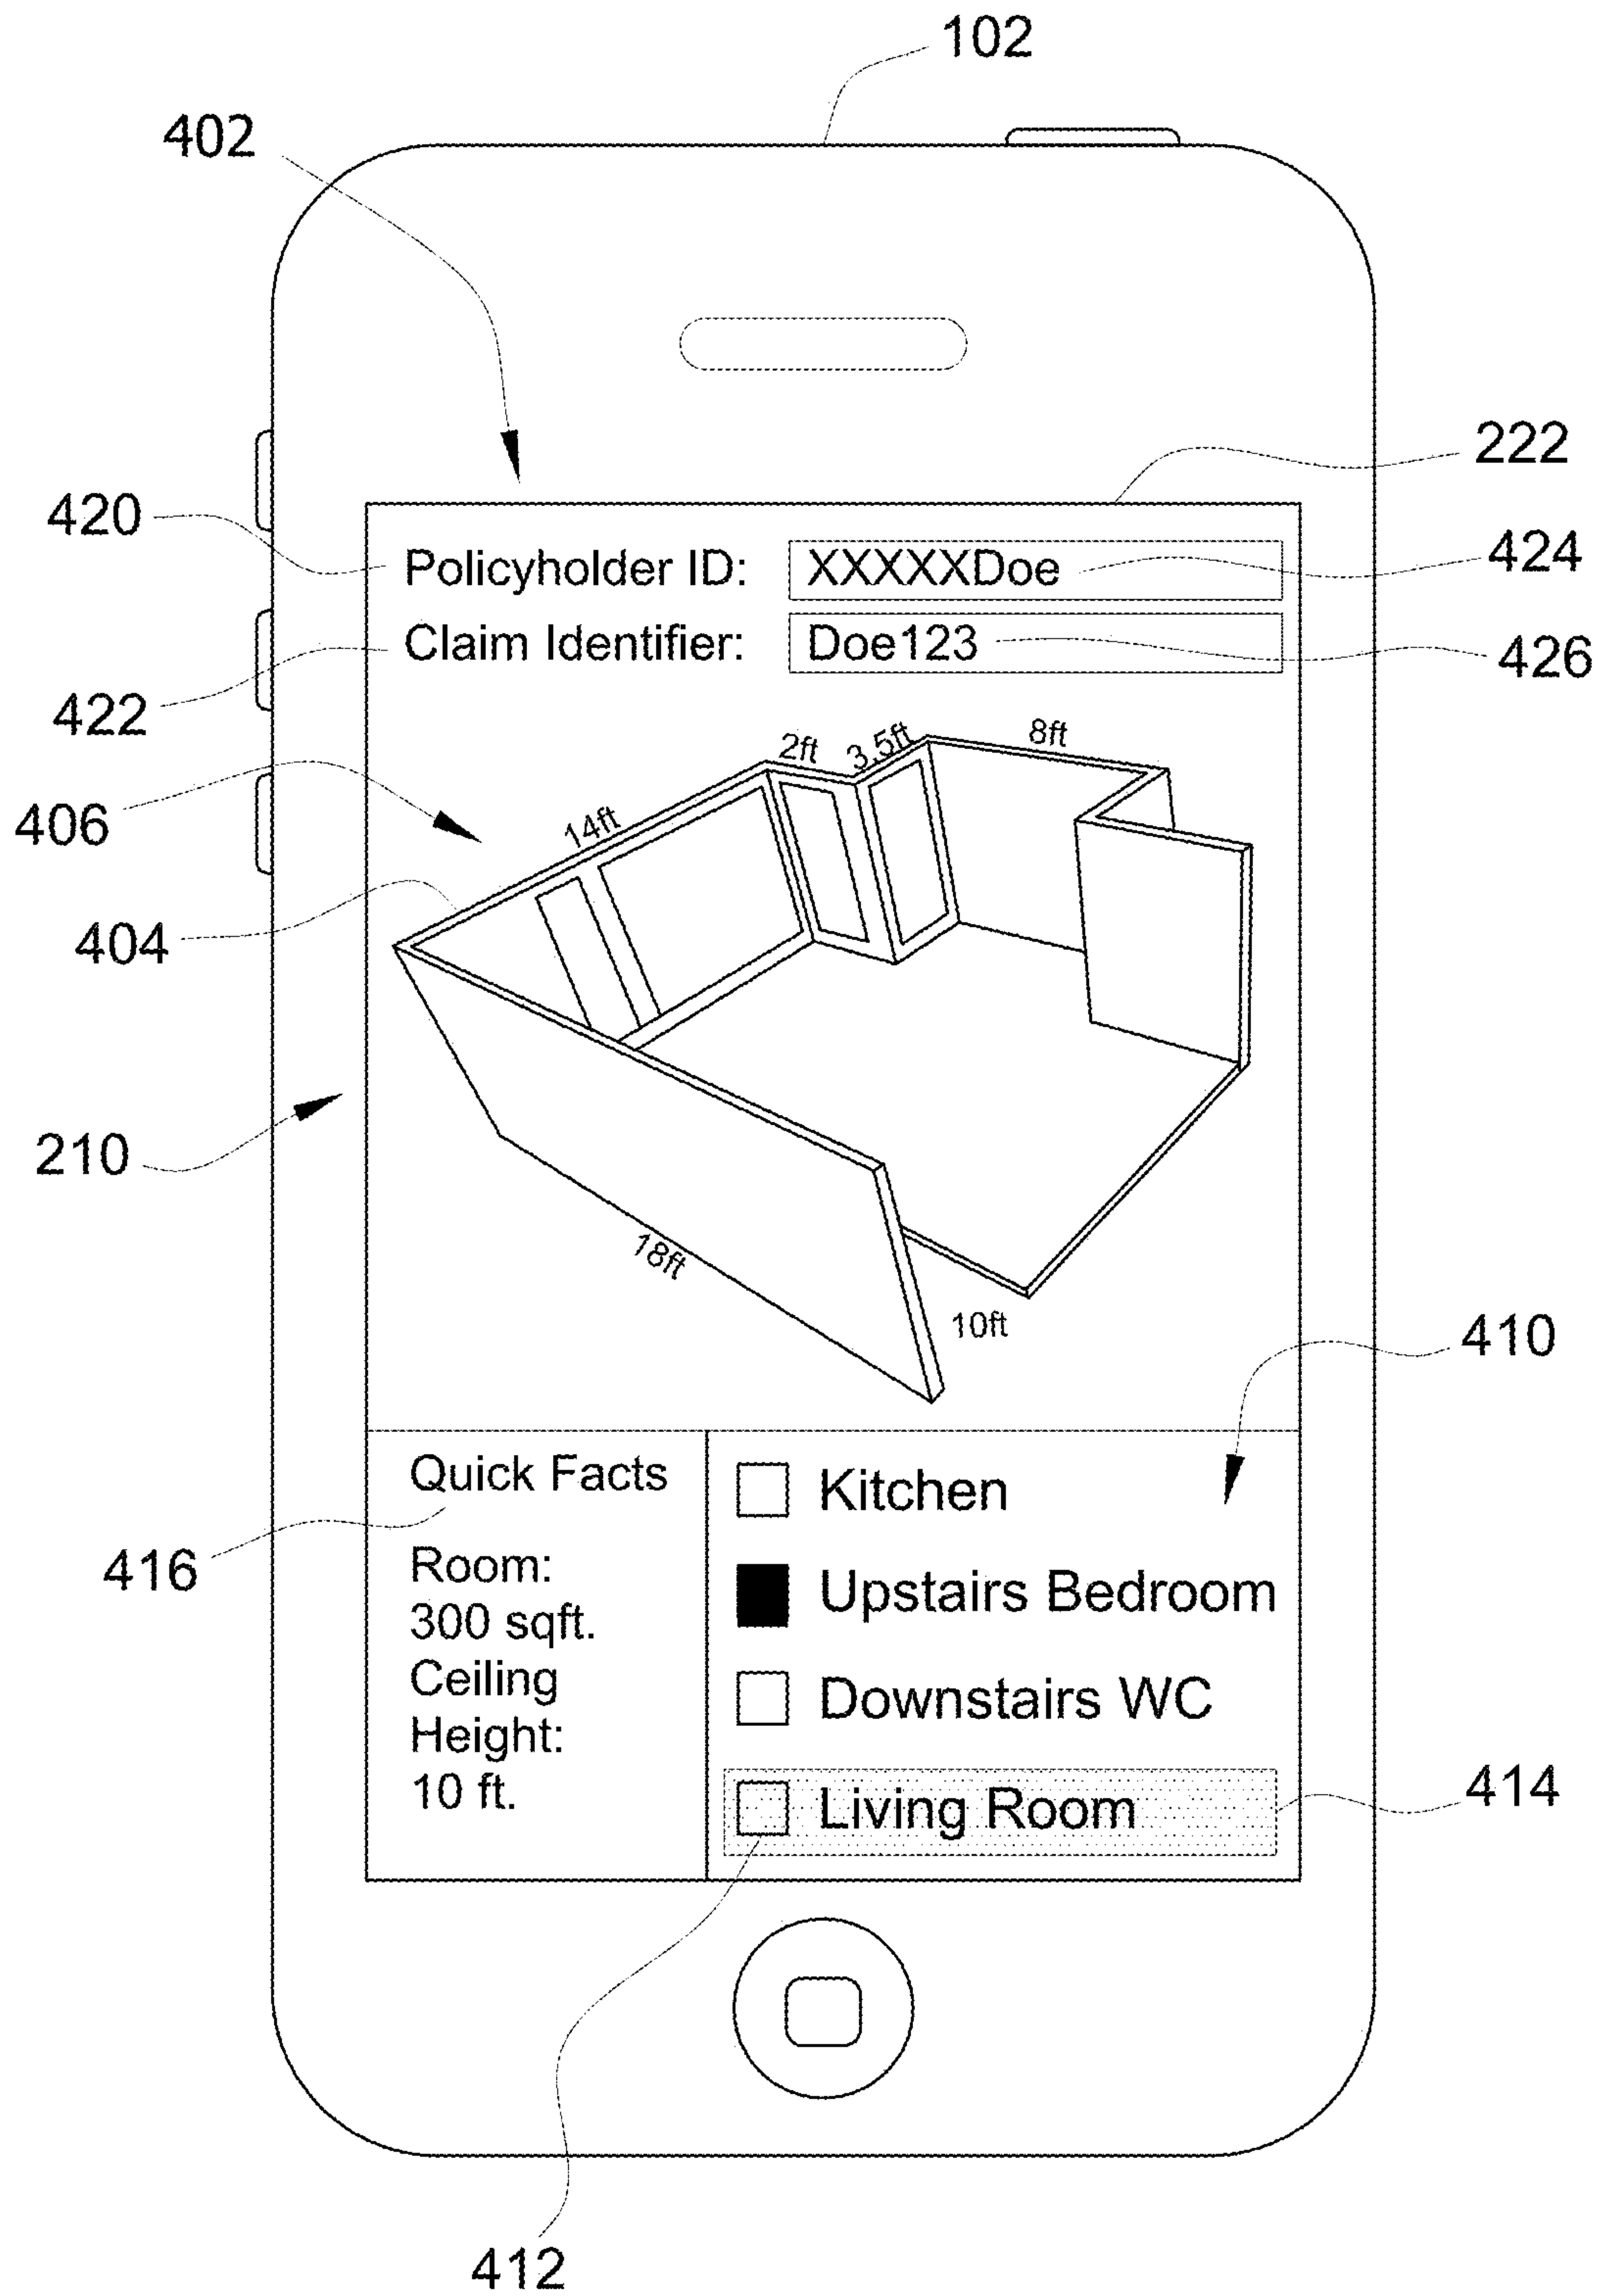 102
402
222
420
Policyholder ID: XXXXXDoe
424
Claim Identifier: Doe123
426
422
2ft
3.5ft
8ft
406
14ft
404
210
18ft
10ft
410
Quick Facts
Kitchen
416
Room:
300 sqft.
Upstairs Bedroom
Ceiling
Height:
10 ft.
Downstairs WC
414
Living Room
412